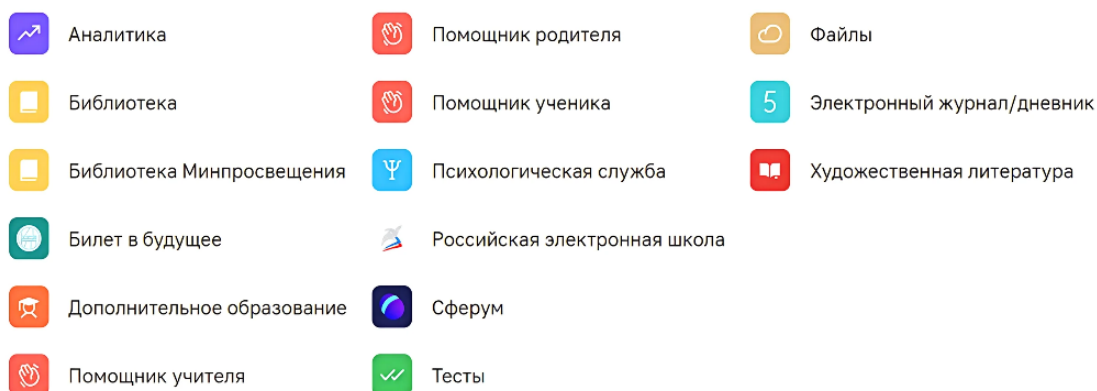 Аналитика
Библиотека
Библиотека Минпросвещения
Билет в будущее
Дополнительное образование
Помощник учителя
Помощник родителя
Помощник ученика
Ψ Психологическая служба
Российская электронная школа
Сферум
Тесты
Файлы
5 Электронный журнал/дневник
Художественная литература